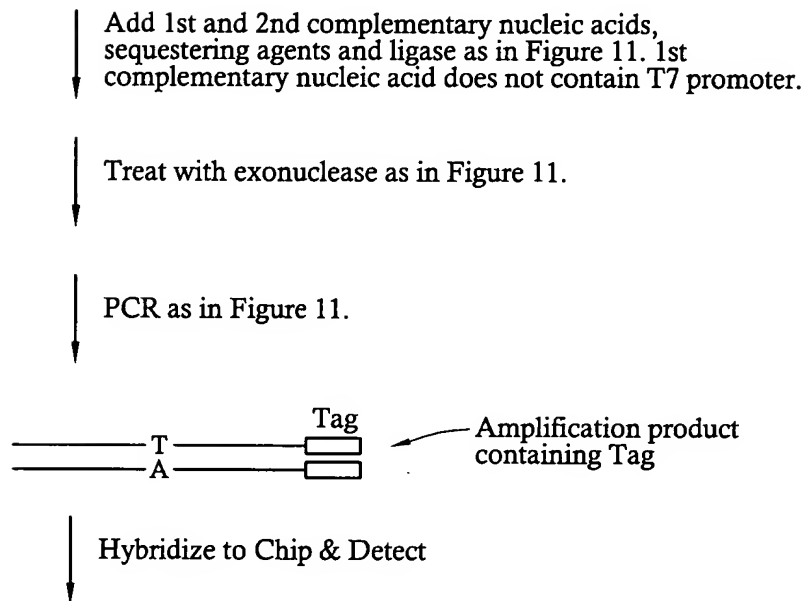 Add 1st and 2nd complementary nucleic acids,
sequestering agents and ligase as in Figure 11. 1st
complementary nucleic acid does not contain T7 promoter.
Treat with exonuclease as in Figure 11.
PCR as in Figure 11.
Tag
T
A
Amplification product
containing Tag
Hybridize to Chip & Detect